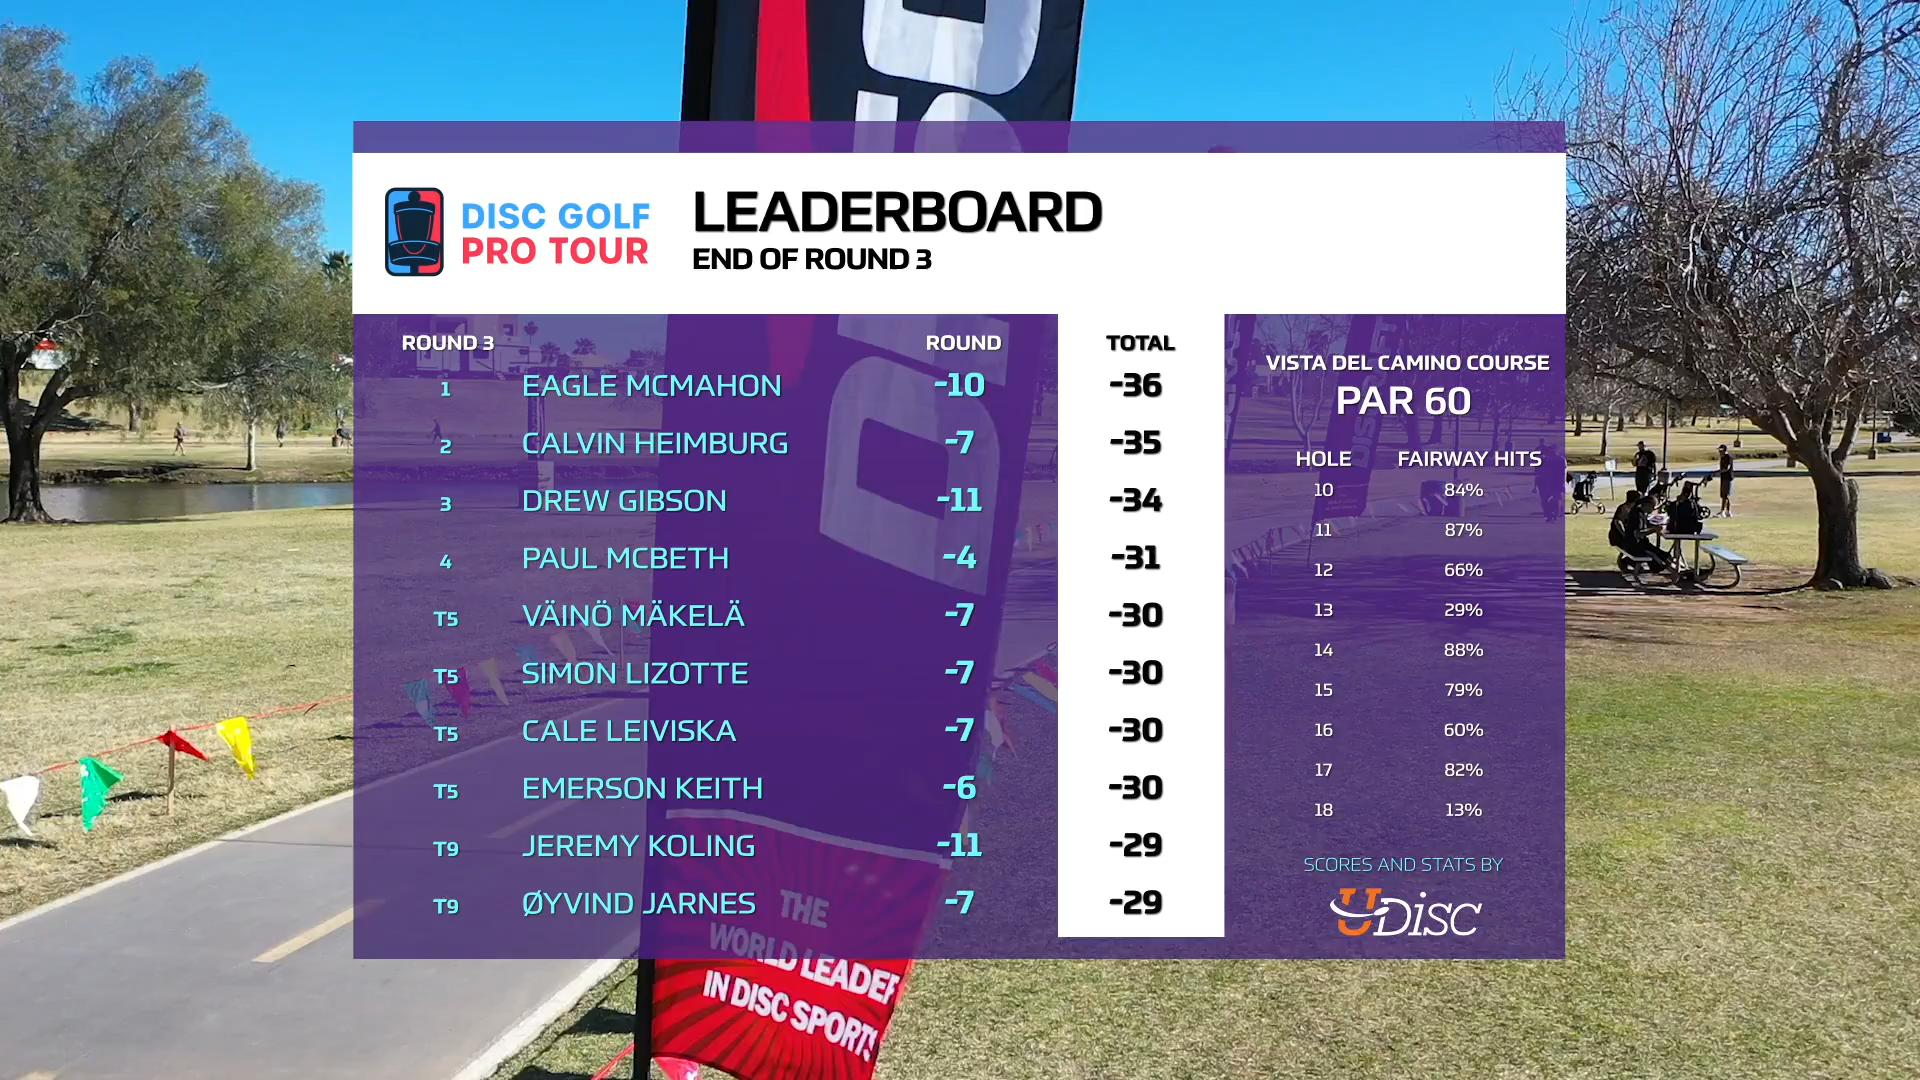 DISC GOLF
PRO TOUR
LEADERBOARD
END OF ROUND 3
ROUND 3 ROUND TOTAL
1 EAGLE MCMAHON -10 -36
2 CALVIN HEIMBURG -7 -35
3 DREW GIBSON -11 -34
4 PAUL MCBETH -4 -31
T5 VÄINÖ MÄKELÄ -7 -30
T5 SIMON LIZOTTE -7 -30
T5 CALE LEIVISKA -7 -30
T5 EMERSON KEITH -6 -30
T9 JEREMY KOLING -11 -29
T9 ØYVIND JARNES -7 -29
VISTA DEL CAMINO COURSE
PAR 60
HOLE FAIRWAY HITS
10 84%
11 87%
12 66%
13 29%
14 88%
15 79%
16 60%
17 82%
18 13%
SCORES AND STATS BY
UDisc
THE
WORLD LEADER
IN DISC SPORTS